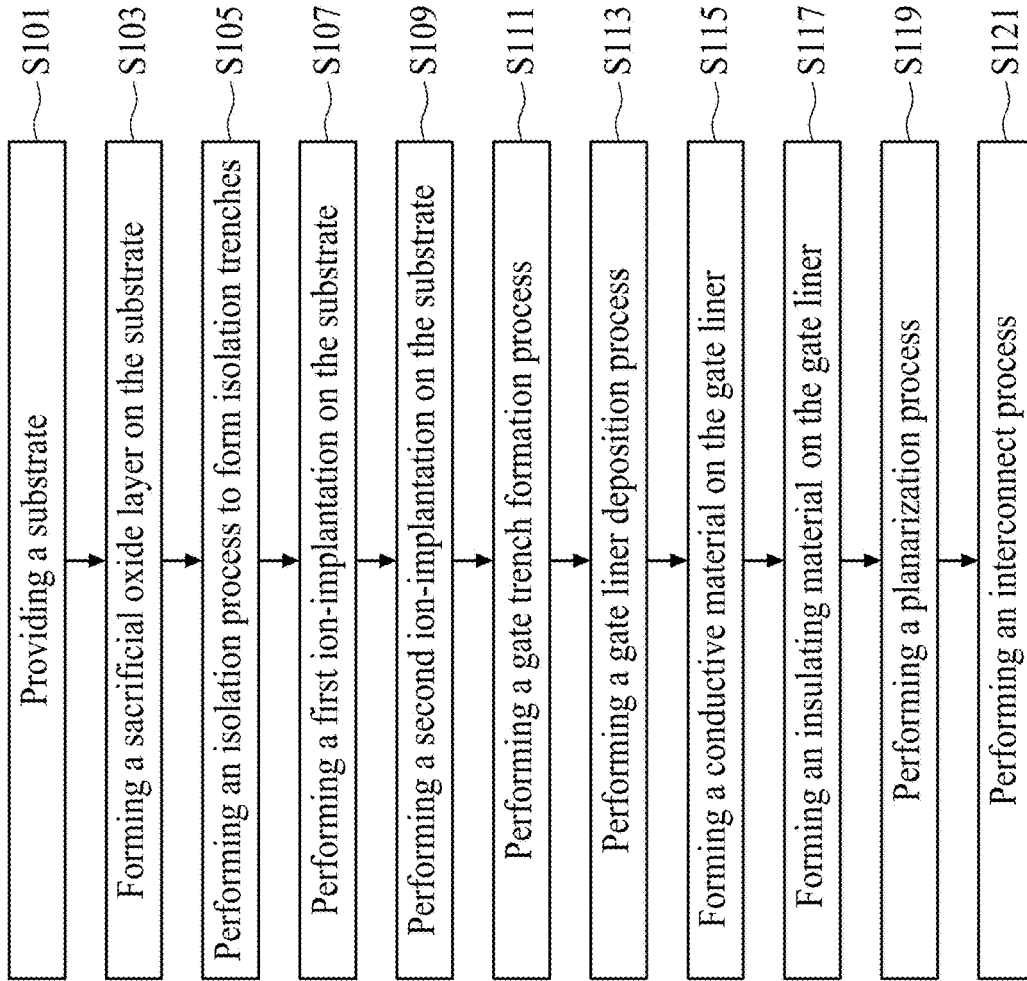 Providing a substrate
S101
Forming a sacrificial oxide layer on the substrate
S103
Performing an isolation process to form isolation trenches
S105
Performing a first ion-implantation on the substrate
S107
Performing a second ion-implantation on the substrate
S109
Performing a gate trench formation process
S111
Performing a gate liner deposition process
S113
Forming a conductive material on the gate liner
S115
Forming an insulating material on the gate liner
S117
Performing a planarization process
S119
Performing an interconnect process
S121